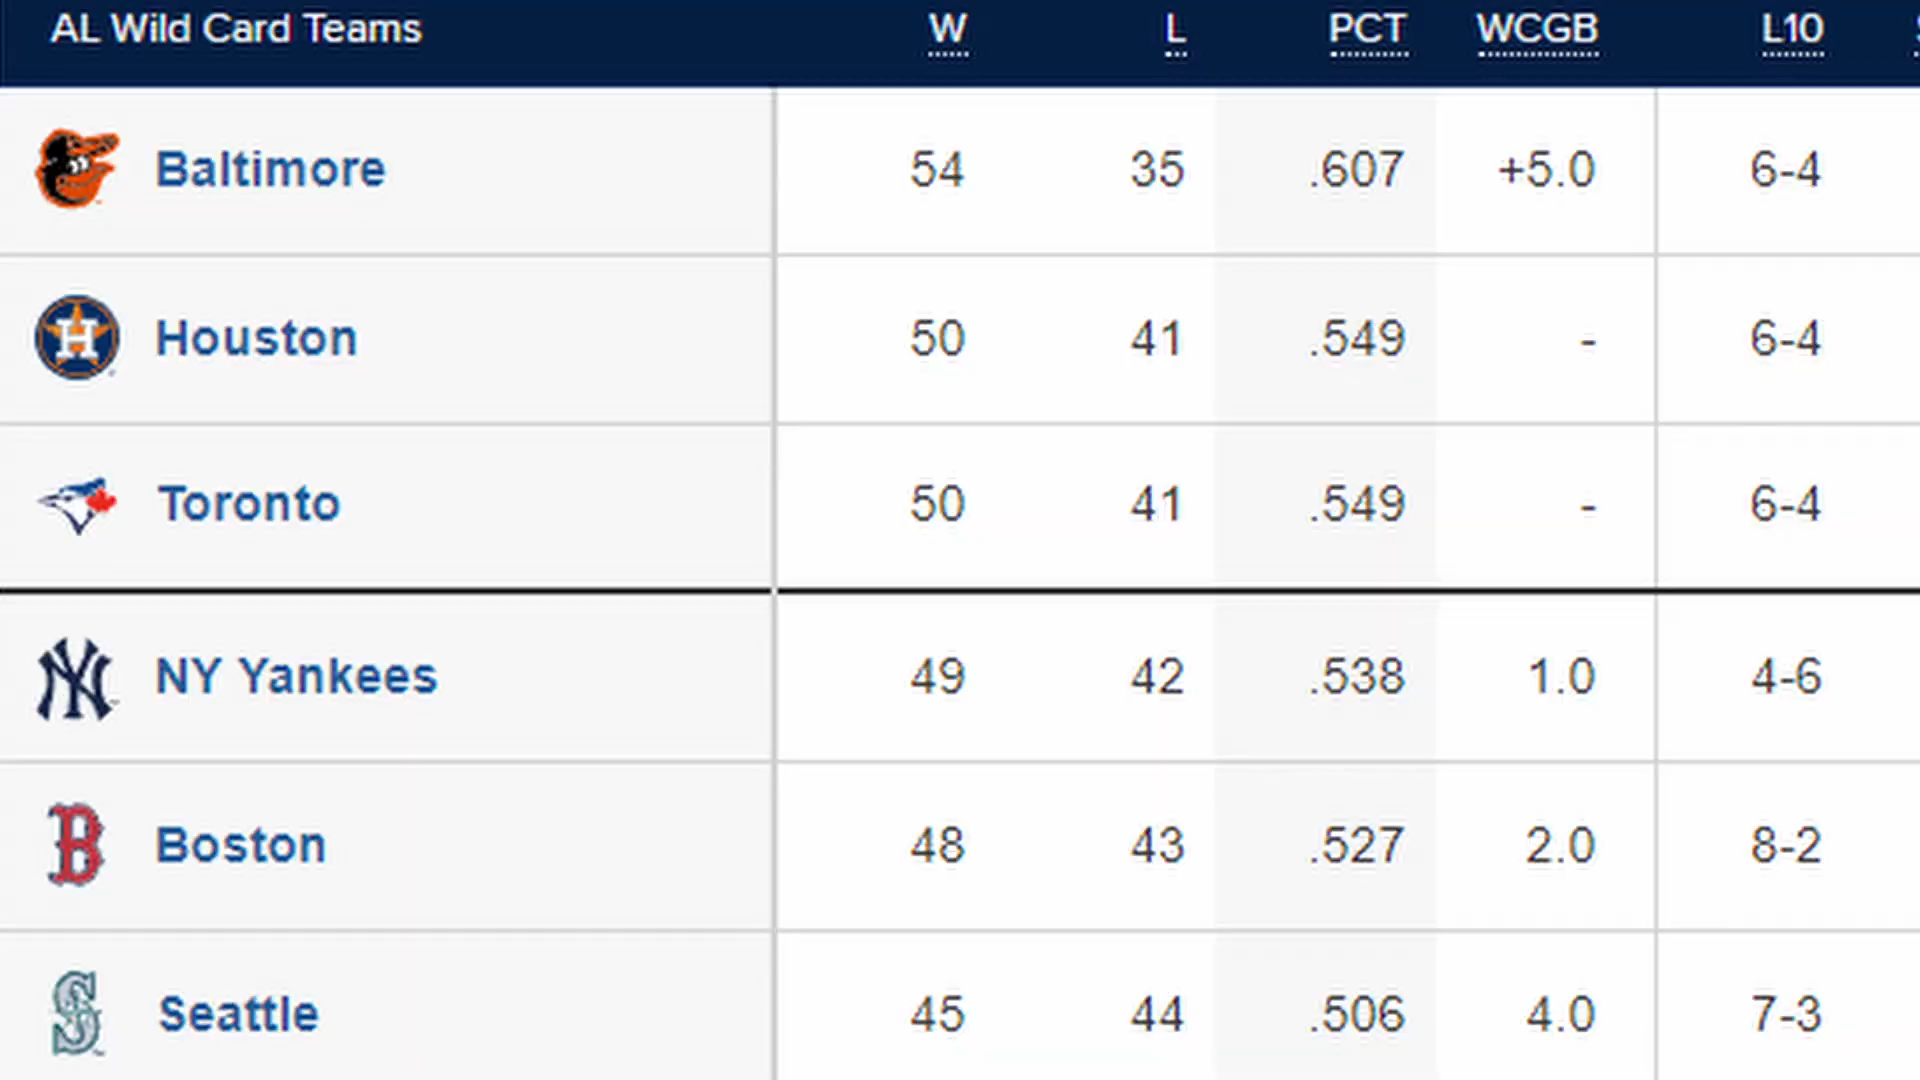 AL Wild Card Teams W L PCT WCGB L10
Baltimore 54 35 .607 +5.0 6-4
Houston 50 41 .549 - 6-4
Toronto 50 41 .549 - 6-4
NY Yankees 49 42 .538 1.0 4-6
Boston 48 43 .527 2.0 8-2
Seattle 45 44 .506 4.0 7-3